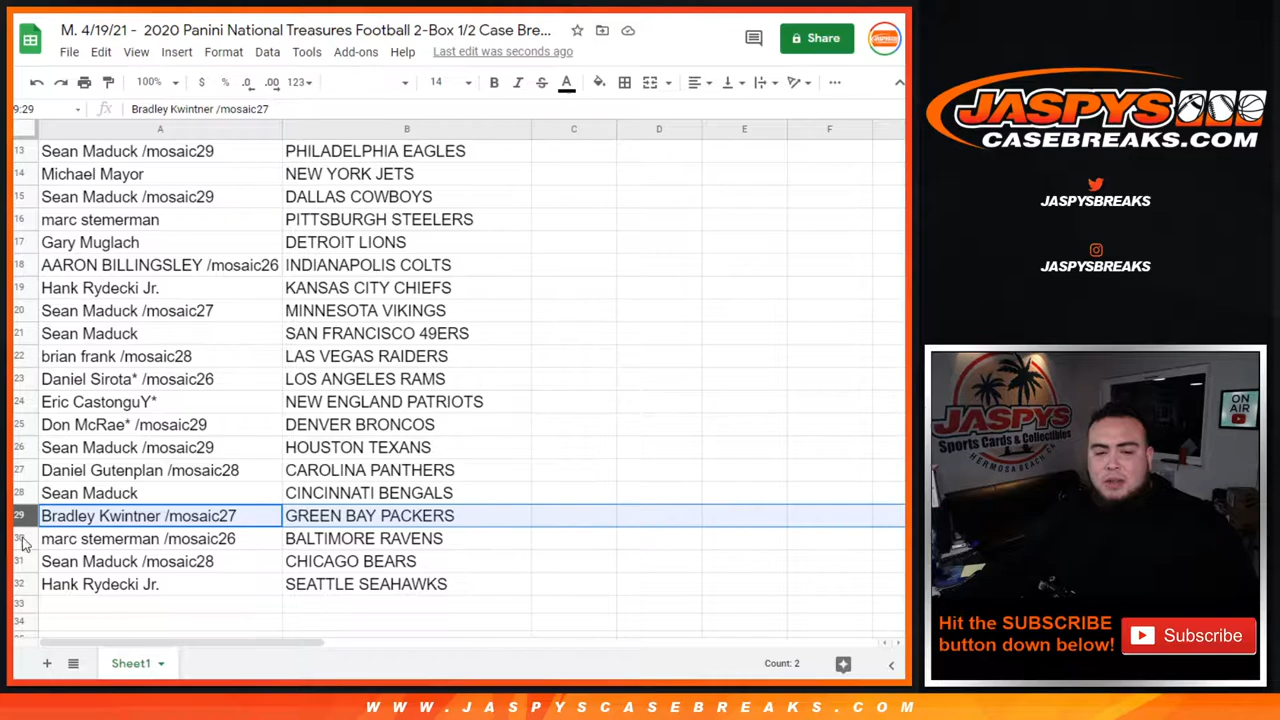 M. 4/19/21 - 2020 Panini National Treasures Football 2-Box 1/2 Case Bre...
Share
File Edit View Insert Format Data Tools Add-ons Help Last edit was seconds ago
100% $ % .0 .00 123 14 B I S A
9:29 fx Bradley Kwintner /mosaic27
A B C D E F
13 Sean Maduck /mosaic29 PHILADELPHIA EAGLES
14 Michael Mayor NEW YORK JETS
15 Sean Maduck /mosaic29 DALLAS COWBOYS
16 marc stemerman PITTSBURGH STEELERS
17 Gary Muglach DETROIT LIONS
18 AARON BILLINGSLEY /mosaic26 INDIANAPOLIS COLTS
19 Hank Rydecki Jr. KANSAS CITY CHIEFS
20 Sean Maduck /mosaic27 MINNESOTA VIKINGS
21 Sean Maduck SAN FRANCISCO 49ERS
22 brian frank /mosaic28 LAS VEGAS RAIDERS
23 Daniel Sirota* /mosaic26 LOS ANGELES RAMS
24 Eric CastonguY* NEW ENGLAND PATRIOTS
25 Don McRae* /mosaic29 DENVER BRONCOS
26 Sean Maduck /mosaic29 HOUSTON TEXANS
27 Daniel Gutenplan /mosaic28 CAROLINA PANTHERS
28 Sean Maduck CINCINNATI BENGALS
29 Bradley Kwintner /mosaic27 GREEN BAY PACKERS
30 marc stemerman /mosaic26 BALTIMORE RAVENS
31 Sean Maduck /mosaic28 CHICAGO BEARS
32 Hank Rydecki Jr. SEATTLE SEAHAWKS
33
34
Sheet1
Count: 2
JASPYS
CASEBREAKS.COM
JASPYSBREAKS
JASPYSBREAKS
JASPYS
Sports Cards & Collectibles
HERMOSA BEACH CA
ON
AIR
Hit the SUBSCRIBE
button down below!
Subscribe
WWW.JASPYSCASEBREAKS.COM